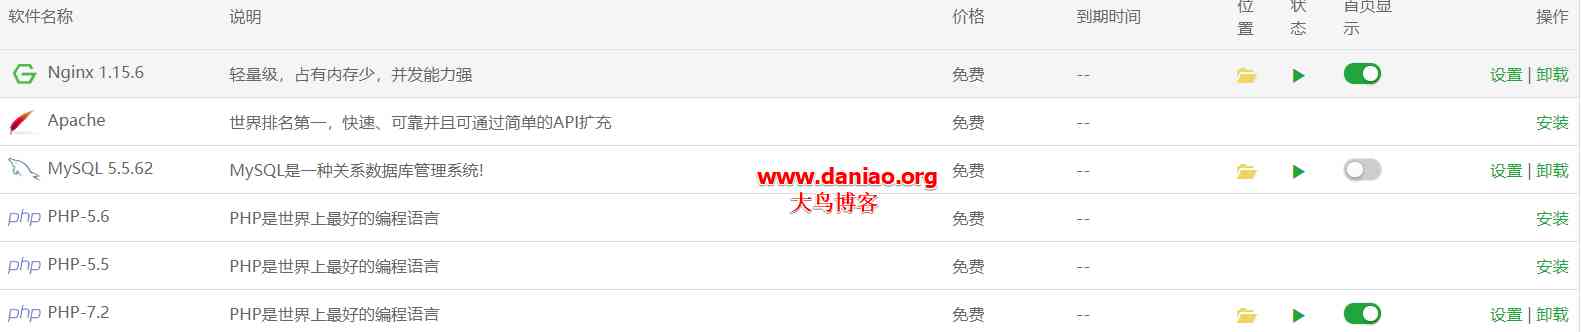 软件名称 说明 价格 到期时间 位置 状态 首页显示 操作
Nginx 1.15.6 轻量级，占有内存少，并发能力强 免费 -- 设置 | 卸载
Apache 世界排名第一，快速、可靠并且可通过简单的API扩充 免费 -- 安装
MySQL 5.5.62 MySQL是一种关系数据库管理系统! 免费 -- 设置 | 卸载
www.daniao.org
大鸟博客
php PHP-5.6 PHP是世界上最好的编程语言 免费 -- 安装
php PHP-5.5 PHP是世界上最好的编程语言 免费 -- 安装
php PHP-7.2 PHP是世界上最好的编程语言 免费 -- 设置 | 卸载